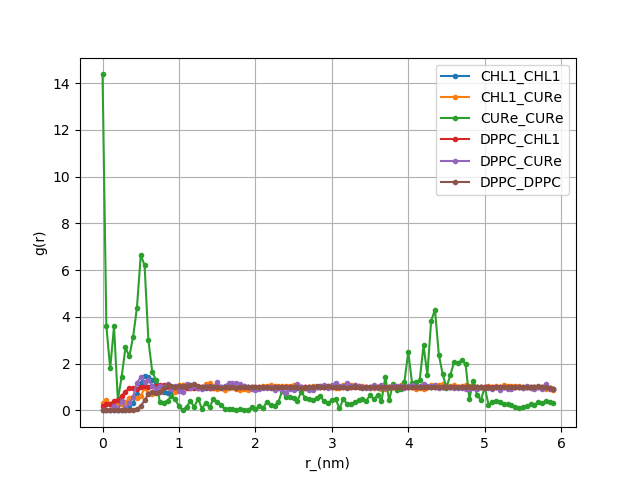 14
12
10
8
6
4
2
0
g(r)
0
1
2
3
4
5
6
r_(nm)
CHL1_CHL1
CHL1_CURe
CURe_CURe
DPPC_CHL1
DPPC_CURe
DPPC_DPPC